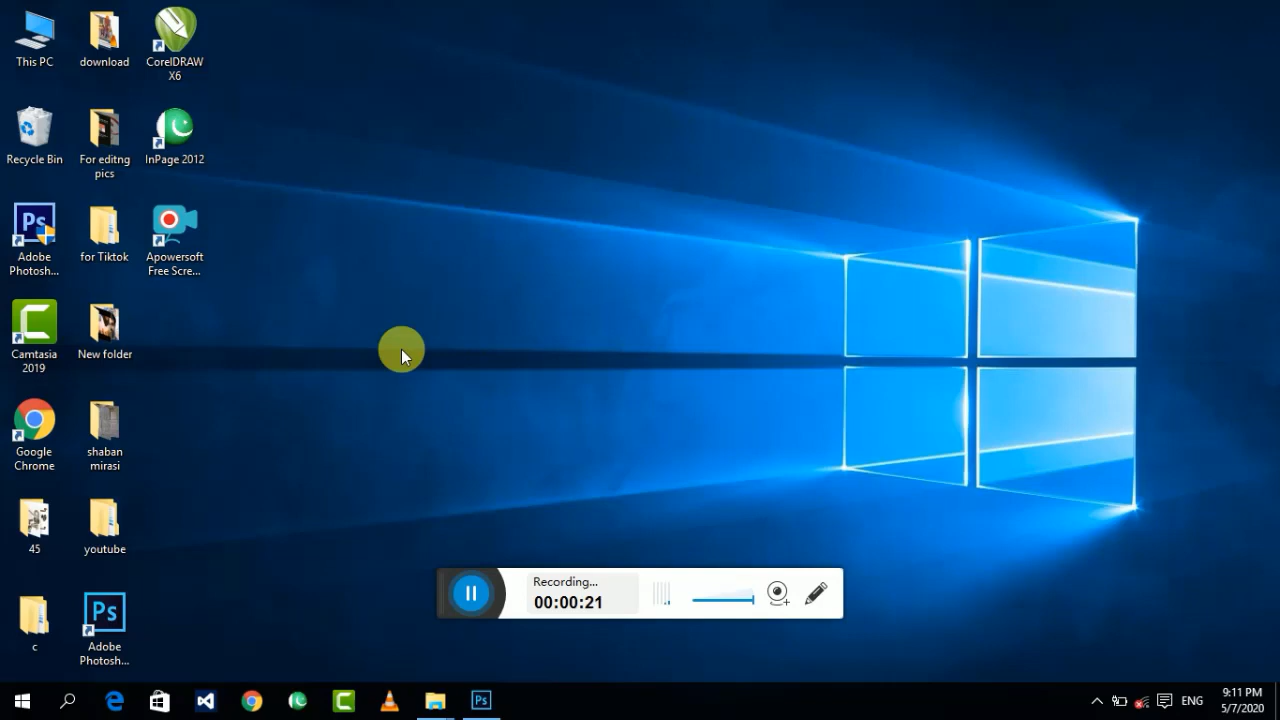 This PC
download
CorelDRAW
X6
Recycle Bin
For editng
pics
InPage 2012
Ps
Adobe
Photosh...
for Tiktok
Apowersoft
Free Scre...
Camtasia
2019
New folder
Google
Chrome
shaban
mirasi
45
youtube
c
Ps
Adobe
Photosh...
Recording...
00:00:21
Ps
ENG
9:11 PM
5/7/2020